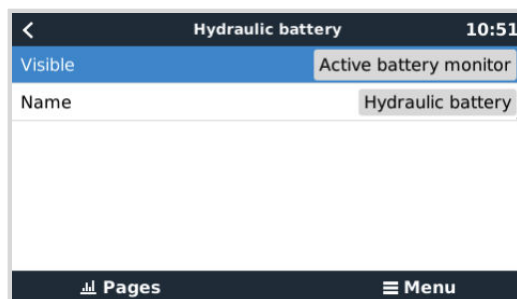 Hydraulic battery 10:51
Visible Active battery monitor
Name Hydraulic battery
Pages Menu